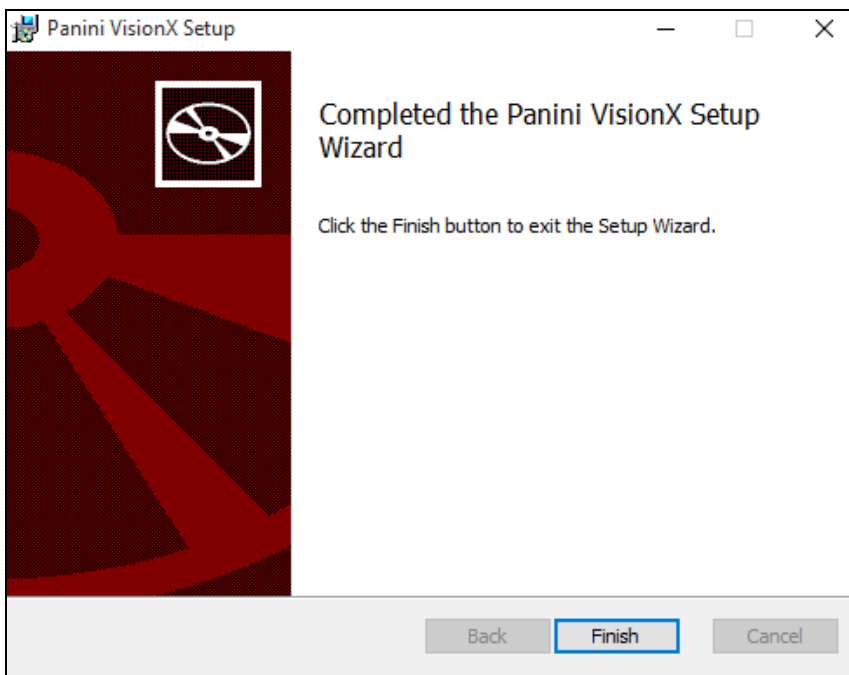 Panini VisionX Setup
Completed the Panini VisionX Setup
Wizard
Click the Finish button to exit the Setup Wizard.
Back Finish Cancel